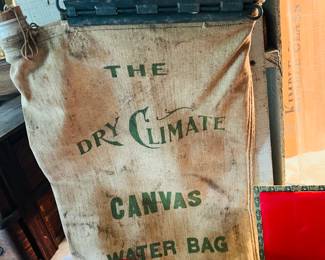 THE
DRY CLIMATE
CANVAS
WATER BAG